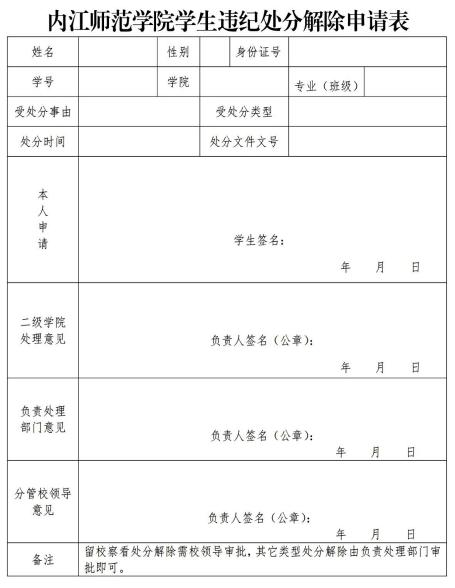 内江师范学院学生违纪处分解除申请表
姓名 性别 身份证号
学号 学院 专业（班级）
受处分事由 受处分类型
处分时间 处分文件文号
本
人
申
请
学生签名：
年 月 日
二级学院
处理意见
负责人签名（公章）：
年 月 日
负责处理
部门意见
负责人签名（公章）：
年 月 日
分管校领导
意见
负责人签名（公章）：
年 月 日
备注
留校察看处分解除需校领导审批，其它类型处分解除由负责处理部门审
批即可。